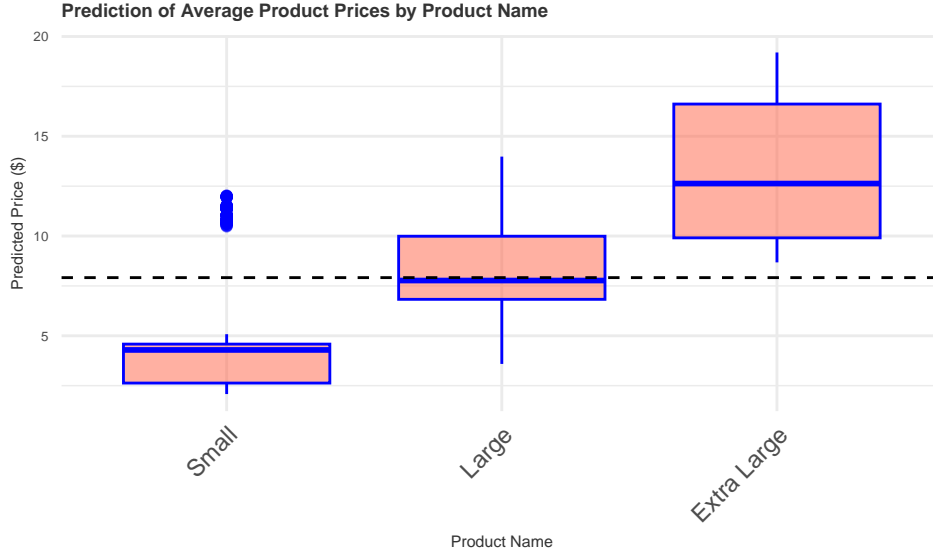 Prediction of Average Product Prices by Product Name
20
15
10
5
Predicted Price ($)
Small
Large
Extra Large
Product Name